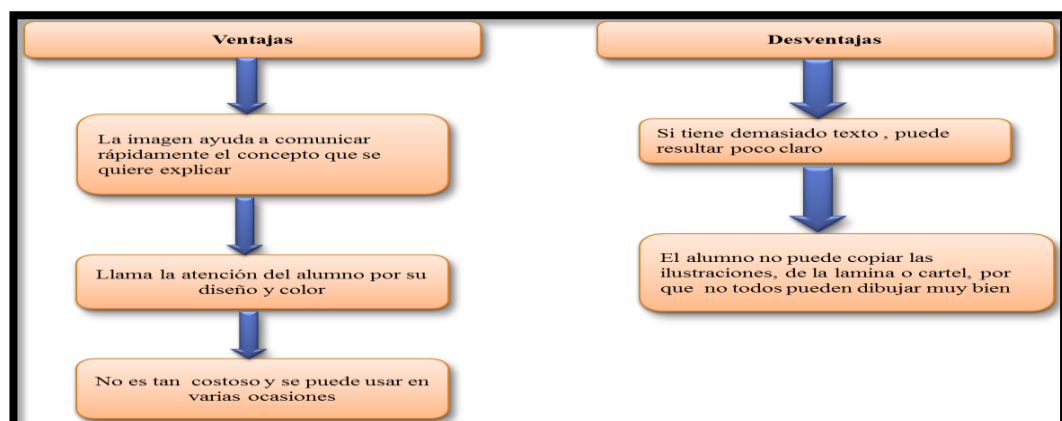 Ventajas
La imagen ayuda a comunicar
rápidamente el concepto que se
quiere explicar
Llama la atención del alumno por su
diseño y color
No es tan costoso y se puede usar en
varias ocasiones
Desventajas
Si tiene demasiado texto , puede
resultar poco claro
El alumno no puede copiar las
ilustraciones, de la lamina o cartel, por
que no todos pueden dibujar muy bien